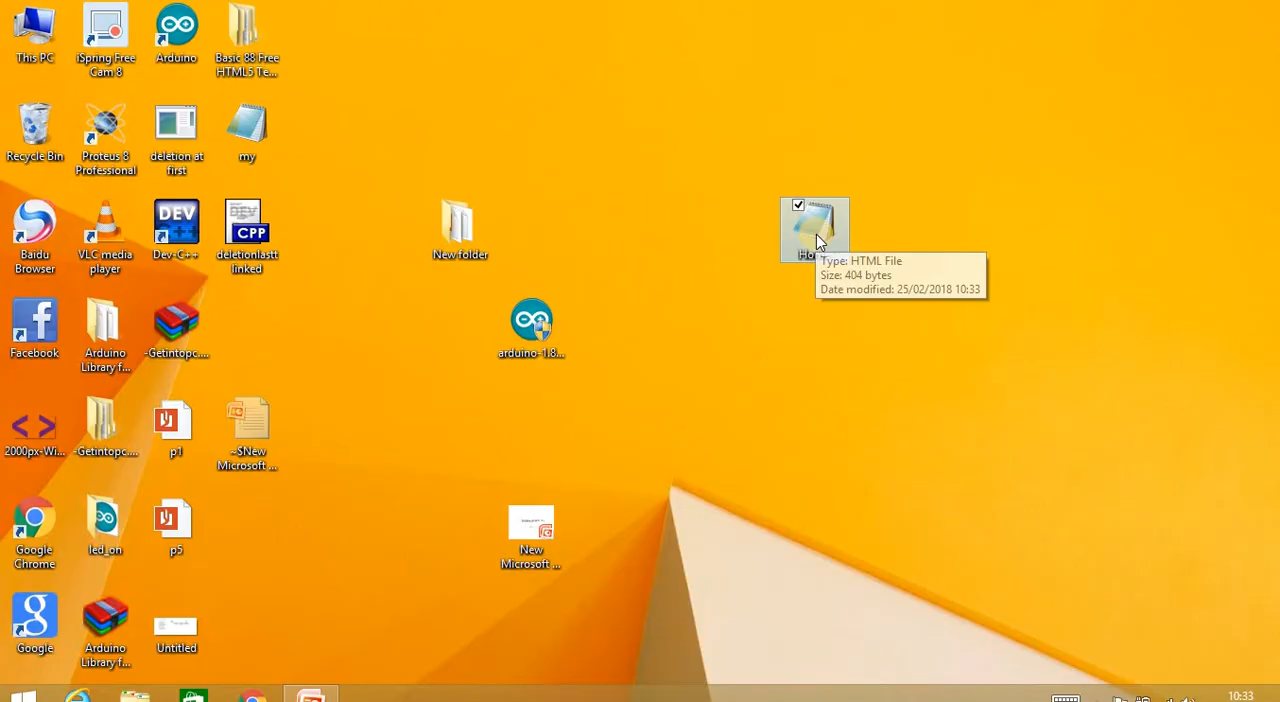 This PC
iSpring Free
Cam 8
Arduino
Basic 88 Free
HTML5 Te...
Recycle Bin
Proteus 8
Professional
deletion at
first
my
Baidu
Browser
VLC media
player
DEV
Dev-C++
DEV
CPP
deletionlastt
linked
New folder
Type: HTML File
Size: 404 bytes
Date modified: 25/02/2018 10:33
Facebook
Arduino
Library f...
-Getintopc....
arduino-1.8...
2000px-Wi...
-Getintopc....
p1
~SNew
Microsoft ...
Google
Chrome
led_on
p5
New
Microsoft ...
Google
Arduino
Library f...
Untitled
10:33